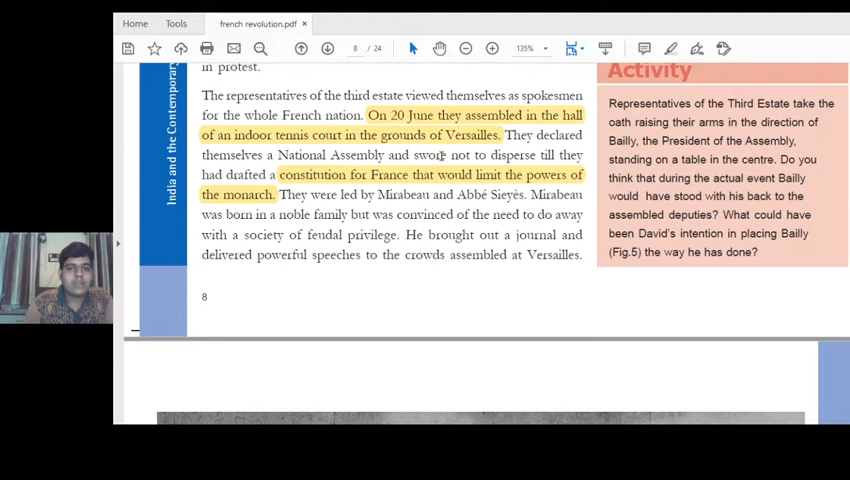 Home
Tools
french revolution.pdf ×
8 / 24
135%
India and the Contemporary
in protest.
The representatives of the third estate viewed themselves as spokesmen
for the whole French nation. On 20 June they assembled in the hall
of an indoor tennis court in the grounds of Versailles. They declared
themselves a National Assembly and swore not to disperse till they
had drafted a constitution for France that would limit the powers of
the monarch. They were led by Mirabeau and Abbé Sieyès. Mirabeau
was born in a noble family but was convinced of the need to do away
with a society of feudal privilege. He brought out a journal and
delivered powerful speeches to the crowds assembled at Versailles.
8
Activity
Representatives of the Third Estate take the
oath raising their arms in the direction of
Bailly, the President of the Assembly,
standing on a table in the centre. Do you
think that during the actual event Bailly
would have stood with his back to the
assembled deputies? What could have
been David's intention in placing Bailly
(Fig.5) the way he has done?